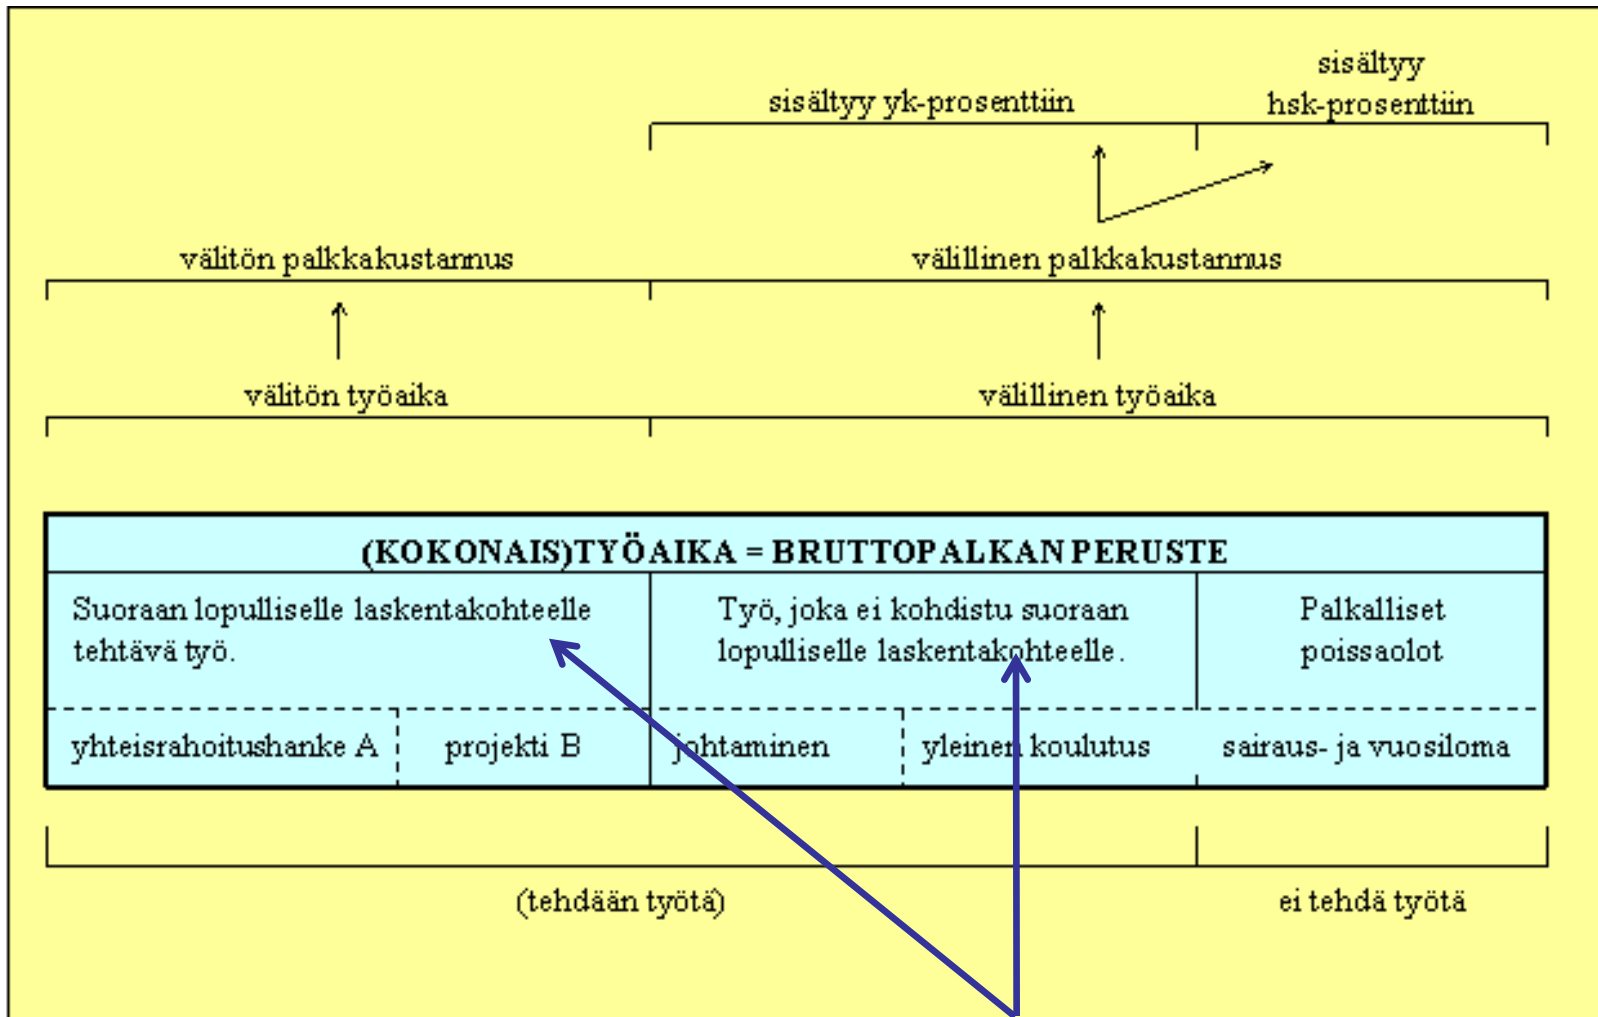 sisältyy yk-prosenttiin
sisältyy
hsk-prosenttiin
välitön palkkakustannus
välillinen palkkakustannus
välitön työaika
välillinen työaika
(KOKONAIS)TYÖAIKA = BRUTTOPALKAN PERUSTE
Suoraan lopulliselle laskentakohteelle
tehtävä työ.
Työ, joka ei kohdistu suoraan
lopulliselle laskentakohteelle.
Palkalliset
poissaolot
yhteisrahoitushanke A
projekti B
johtaminen
yleinen koulutus
sairaus- ja vuosiloma
(tehdään työtä)
ei tehdä työtä